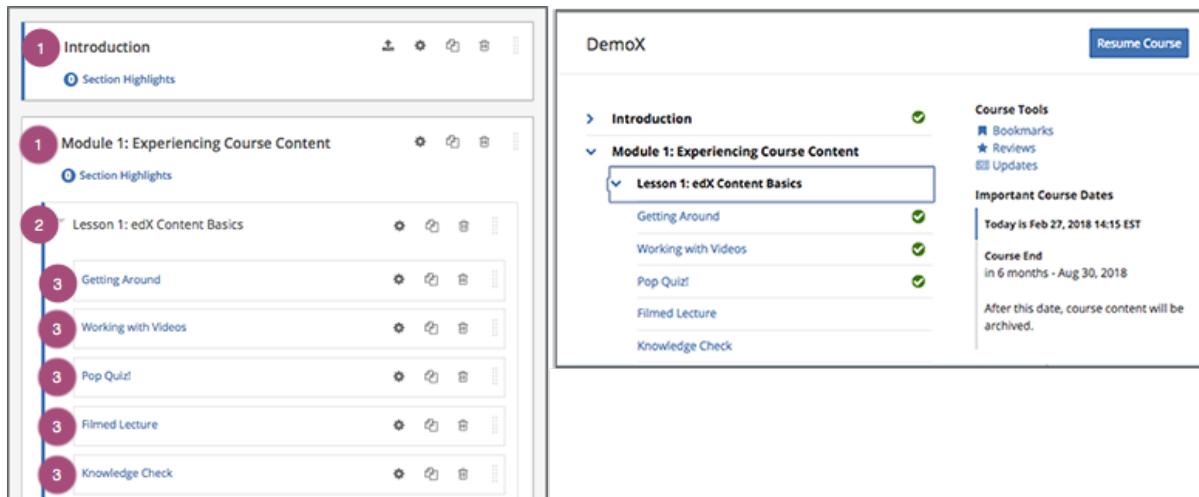 1 Introduction
0 Section Highlights
1 Module 1: Experiencing Course Content
0 Section Highlights
2 Lesson 1: edX Content Basics
3 Getting Around
3 Working with Videos
3 Pop Quiz!
3 Filmed Lecture
3 Knowledge Check
DemoX
Resume Course
Introduction
Module 1: Experiencing Course Content
Lesson 1: edX Content Basics
Getting Around
Working with Videos
Pop Quiz!
Filmed Lecture
Knowledge Check
Course Tools
Bookmarks
Reviews
Updates
Important Course Dates
Today is Feb 27, 2018 14:15 EST
Course End
in 6 months - Aug 30, 2018
After this date, course content will be
archived.